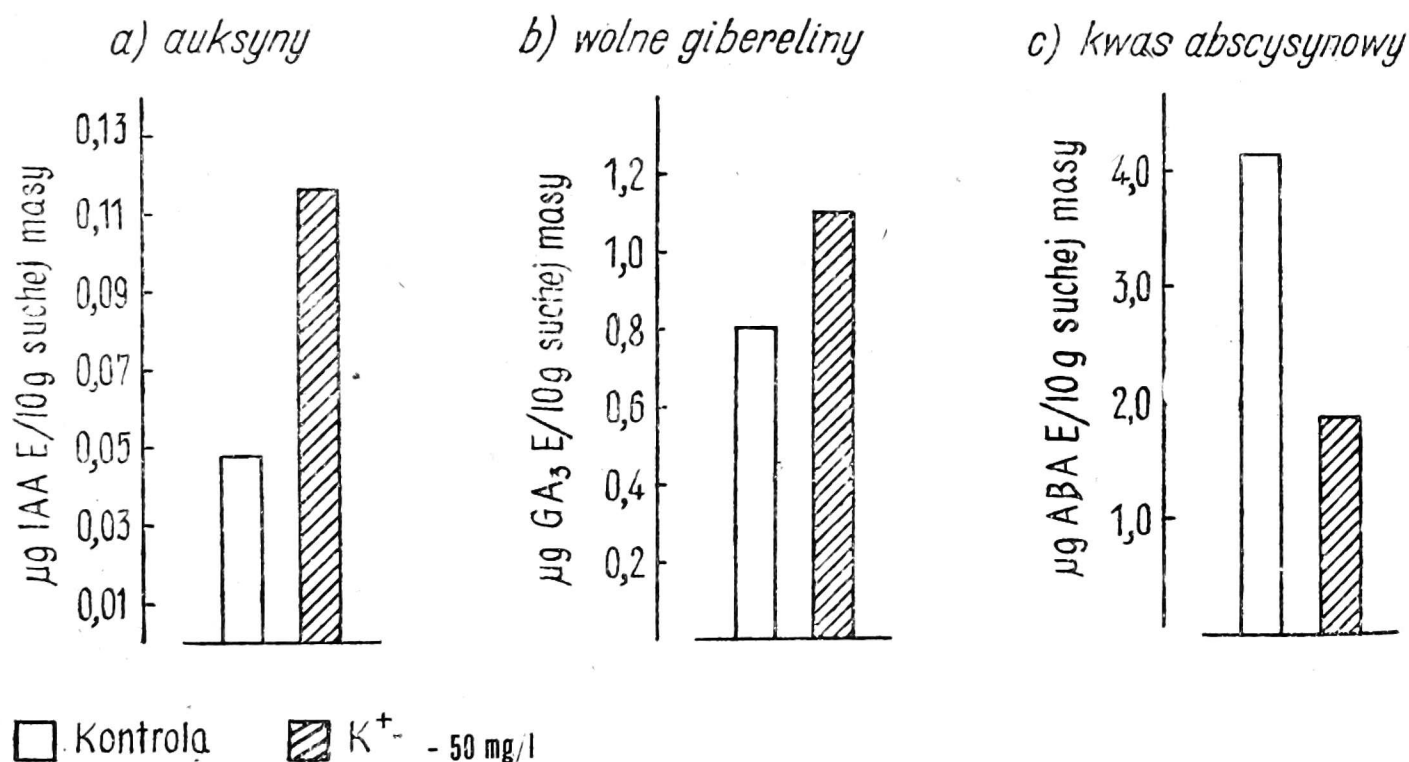 a) auksyny
µg IAA E/10g suchej masy
0,13
0,11
0,09
0,07
0,05
0,03
0,01
b) wolne gibereliny
µg GA₃ E/10g suchej masy
1,2
1,0
0,8
0,6
0,4
0,2
c) kwas abscysynowy
µg ABA E/10g suchej masy
4,0
3,0
2,0
1,0
Kontrola
K⁺- - 50 mg/l